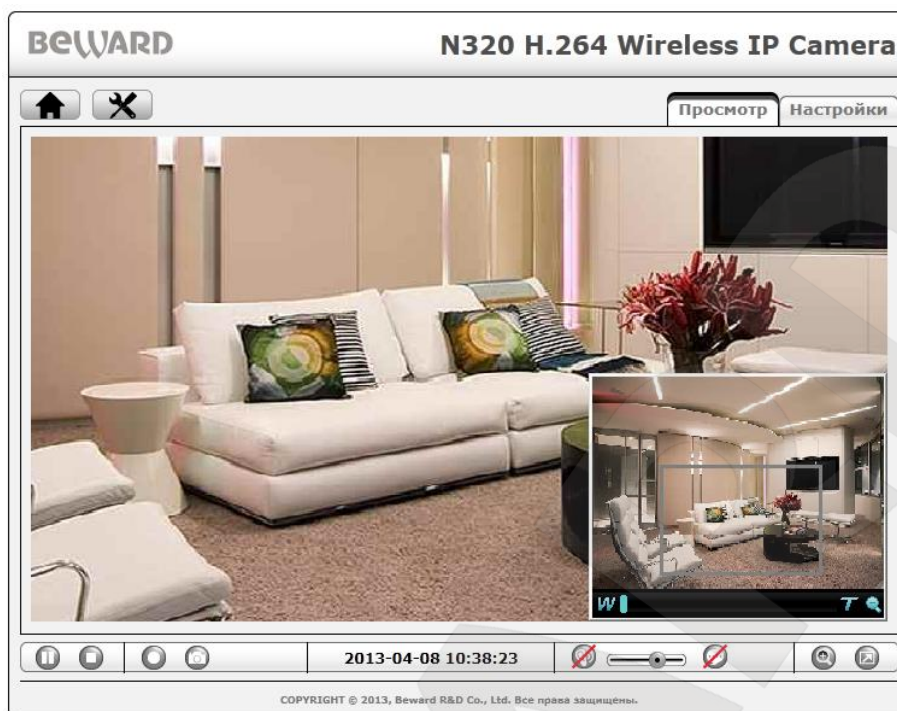 BEWARD
N320 H.264 Wireless IP Camera
Просмотр Настройки
W T
2013-04-08 10:38:23
COPYRIGHT © 2013, Beward R&D Co., Ltd. Все права защищены.